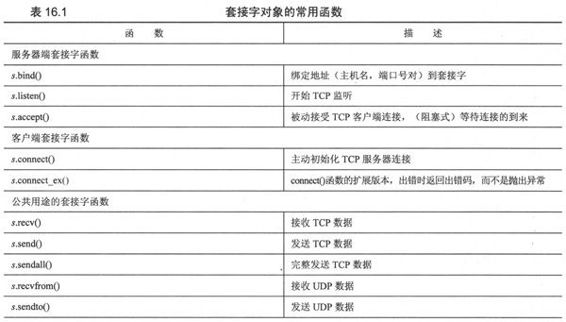 表 16.1 套接字对象的常用函数
函 数 描 述
服务器端套接字函数
s.bind() 绑定地址（主机名，端口号对）到套接字
s.listen() 开始 TCP 监听
s.accept() 被动接受 TCP 客户端连接，（阻塞式）等待连接的到来
客户端套接字函数
s.connect() 主动初始化 TCP 服务器连接
s.connect_ex() connect()函数的扩展版本，出错时返回出错码，而不是抛出异常
公共用途的套接字函数
s.recv() 接收 TCP 数据
s.send() 发送 TCP 数据
s.sendall() 完整发送 TCP 数据
s.recvfrom() 接收 UDP 数据
s.sendto() 发送 UDP 数据